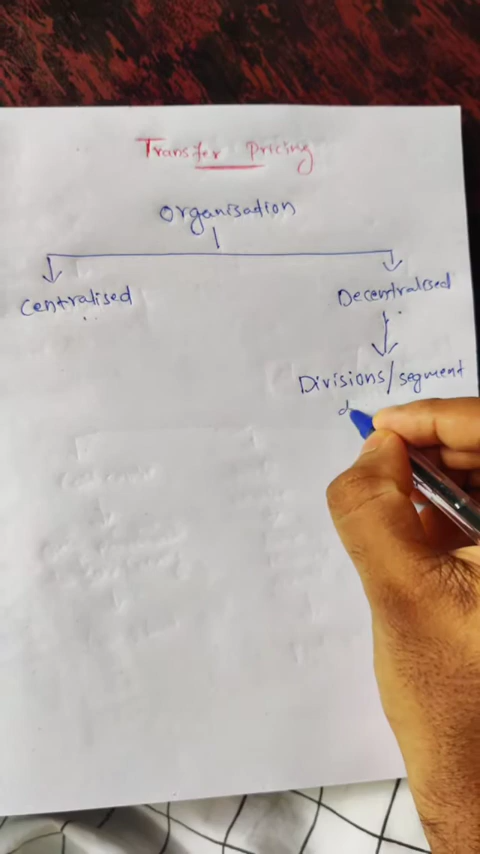 Transfer Pricing
Organisation
Centralised
Decentralised
Divisions/segment
d